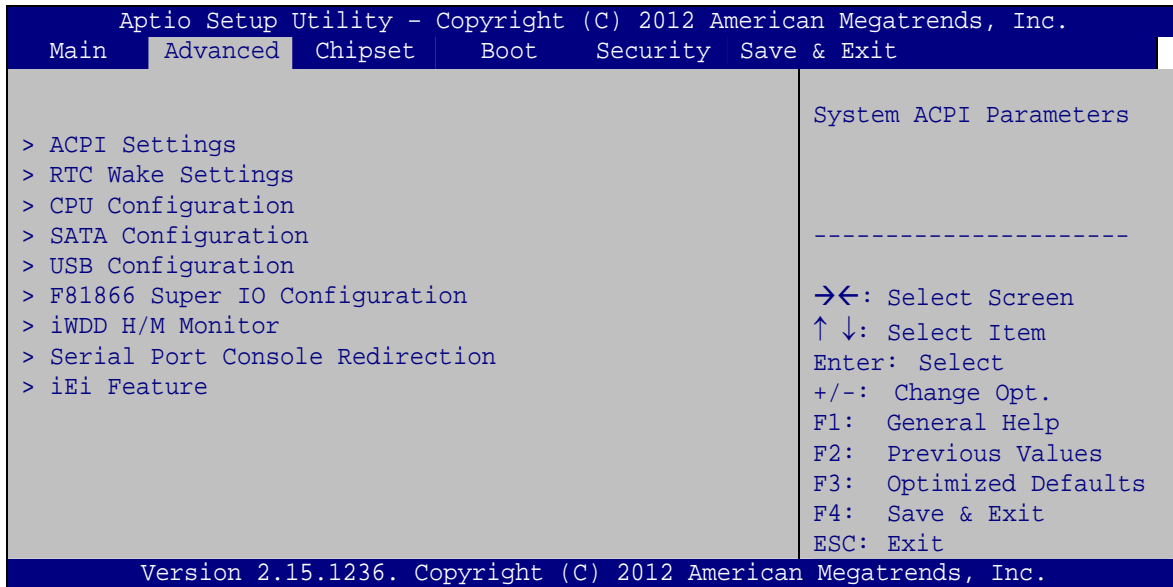 Aptio Setup Utility – Copyright (C) 2012 American Megatrends, Inc.
Main Advanced Chipset Boot Security Save & Exit
> ACPI Settings
> RTC Wake Settings
> CPU Configuration
> SATA Configuration
> USB Configuration
> F81866 Super IO Configuration
> iWDD H/M Monitor
> Serial Port Console Redirection
> iEi Feature
System ACPI Parameters
----------------------
→←: Select Screen
↑ ↓: Select Item
Enter: Select
+/-: Change Opt.
F1: General Help
F2: Previous Values
F3: Optimized Defaults
F4: Save & Exit
ESC: Exit
Version 2.15.1236. Copyright (C) 2012 American Megatrends, Inc.